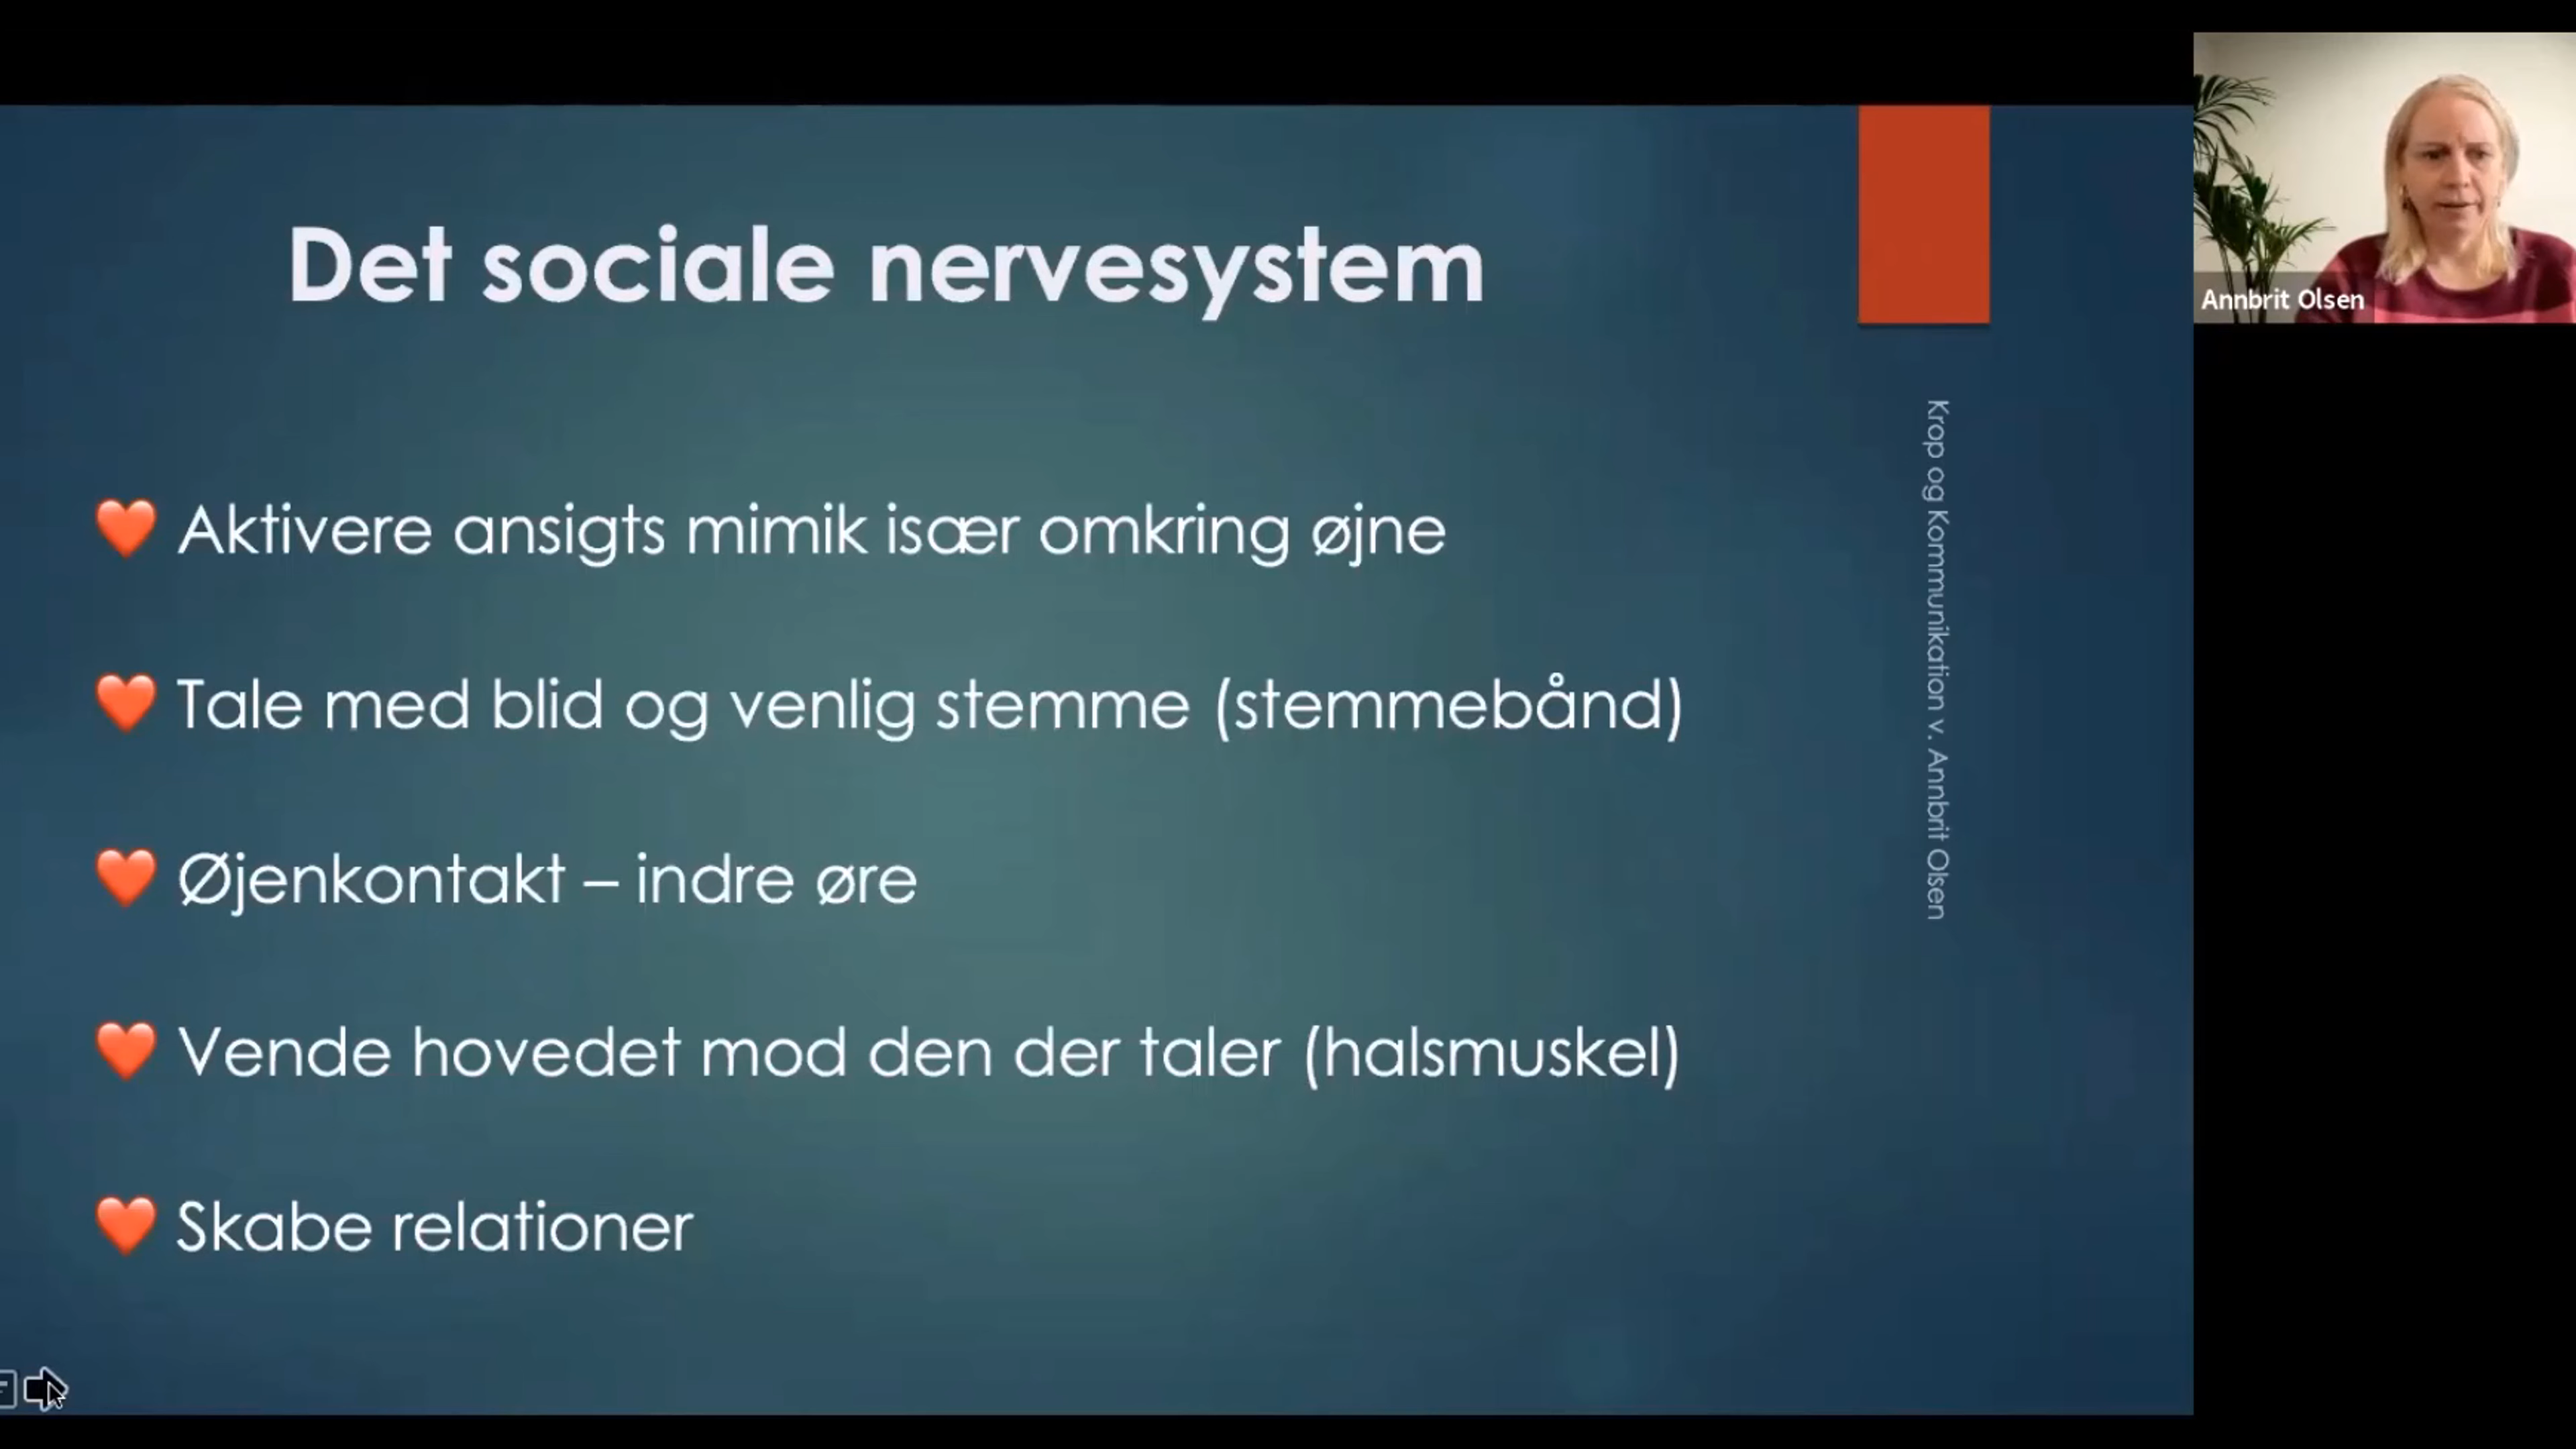 Det sociale nervesystem
Aktivere ansigts mimik især omkring øjne
Tale med blid og venlig stemme (stemmebånd)
Øjenkontakt – indre øre
Vende hovedet mod den der taler (halsmuskel)
Skabe relationer
Krop og Kommunikation v. Annbrit Olsen
Annbrit Olsen